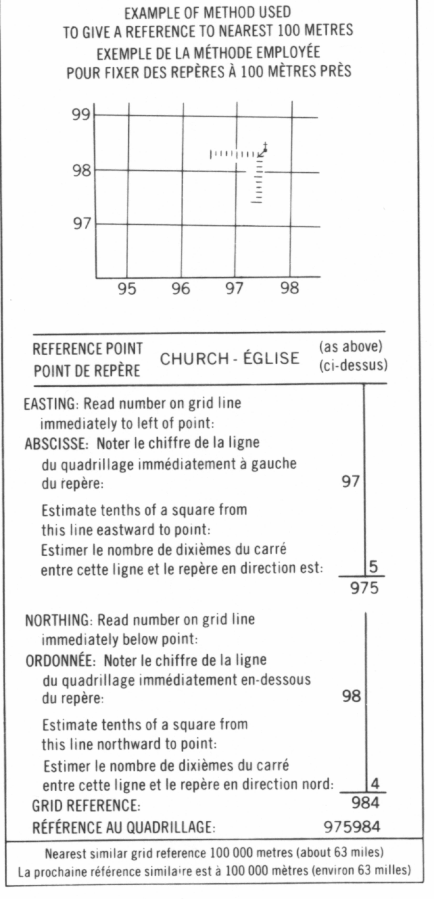 EXAMPLE OF METHOD USED
TO GIVE A REFERENCE TO NEAREST 100 METRES
EXEMPLE DE LA MÉTHODE EMPLOYÉE
POUR FIXER DES REPÈRES À 100 MÈTRES PRÈS
99
98
97
95 96 97 98
REFERENCE POINT
POINT DE REPÈRE
CHURCH - ÉGLISE
(as above)
(ci-dessus)
EASTING: Read number on grid line
immediately to left of point:
ABSCISSE: Noter le chiffre de la ligne
du quadrillage immédiatement à gauche
du repère: 97
Estimate tenths of a square from
this line eastward to point:
Estimer le nombre de dixièmes du carré
entre cette ligne et le repère en direction est: 5
975
NORTHING: Read number on grid line
immediately below point:
ORDONNÉE: Noter le chiffre de la ligne
du quadrillage immédiatement en-dessous
du repère: 98
Estimate tenths of a square from
this line northward to point:
Estimer le nombre de dixièmes du carré
entre cette ligne et le repère en direction nord: 4
GRID REFERENCE: 984
RÉFÉRENCE AU QUADRILLAGE: 975984
Nearest similar grid reference 100 000 metres (about 63 miles)
La prochaine référence similaire est à 100 000 mètres (environ 63 milles)